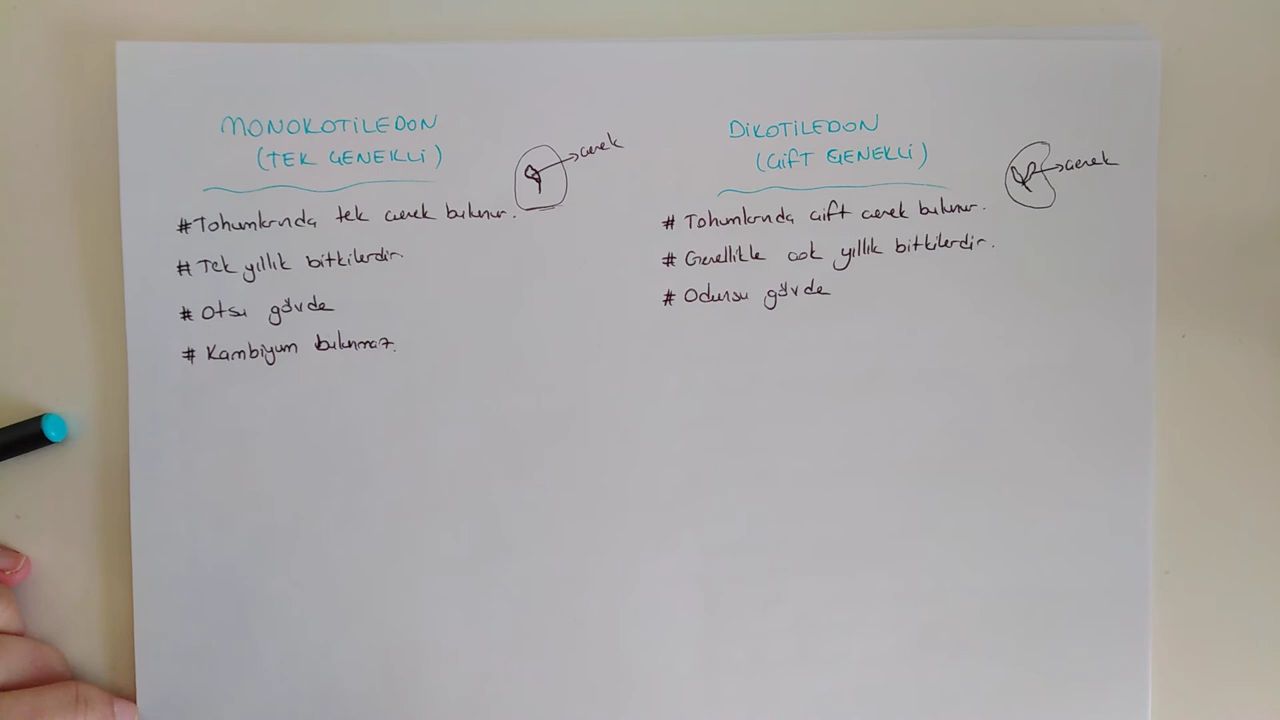 MONOKOTİLEDON
(TEK ÇENEKLİ)
çenek
#Tohumlarında tek çenek bulunur.
#Tek yıllık bitkilerdir.
# Otsu gövde
# Kambiyum bulunmaz.
DİKOTİLEDON
(ÇİFT ÇENEKLİ)
çenek
# Tohumlarında çift çenek bulunur.
# Genellikle çok yıllık bitkilerdir.
# Odunsu gövde